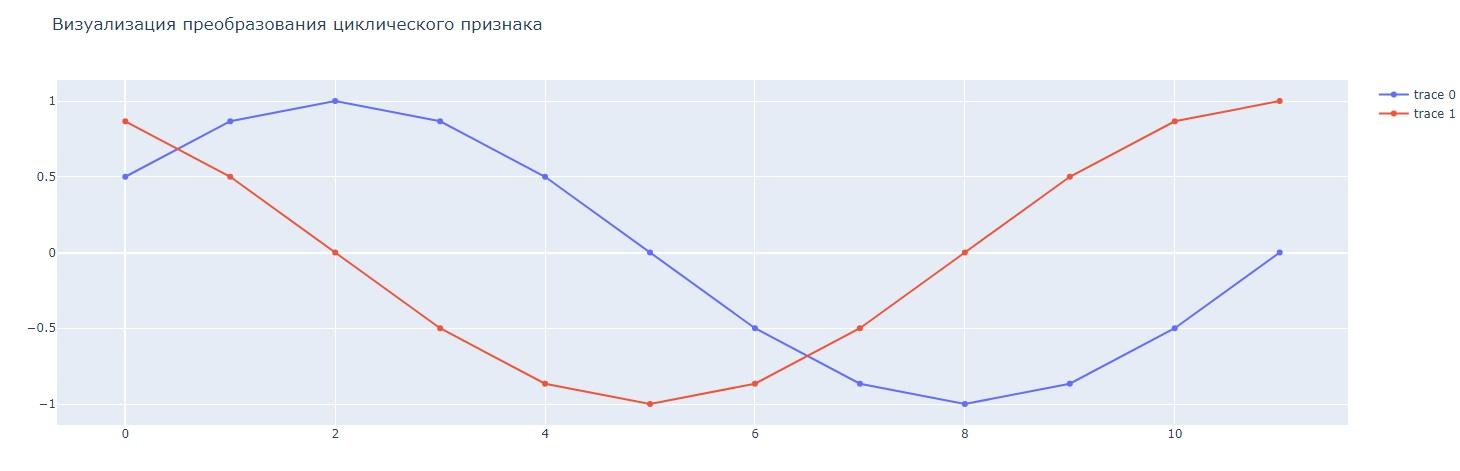 Визуализация преобразования циклического признака
trace 0
trace 1
1
0.5
0
−0.5
−1
0 2 4 6 8 10